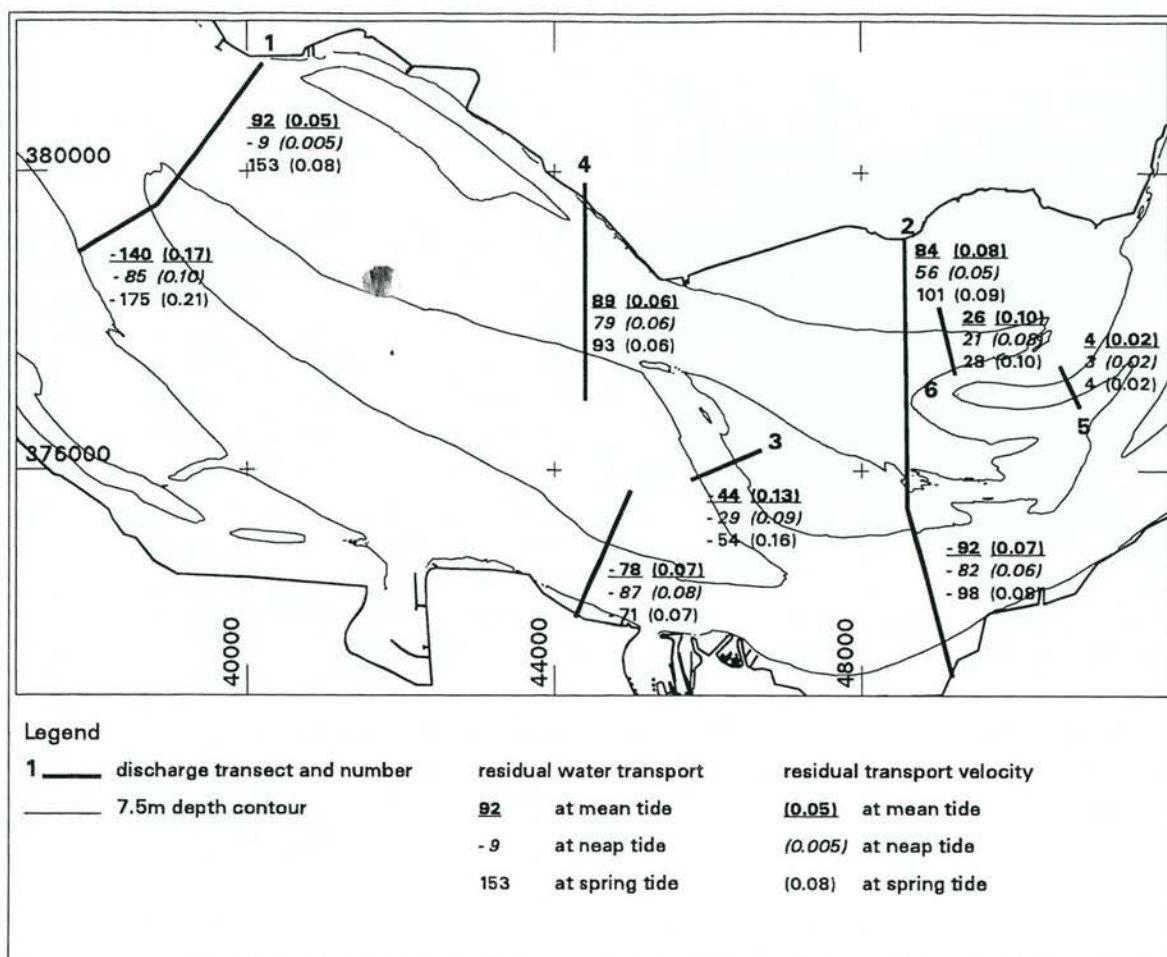 1
92 (0.05)
- 9 (0.005)
153 (0.08)
380000
4
2
-140 (0.17)
- 85 (0.10)
-175 (0.21)
84 (0.08)
56 (0.05)
101 (0.09)
89 (0.06)
79 (0.06)
93 (0.06)
26 (0.10)
21 (0.08)
28 (0.10)
4 (0.02)
3 (0.02)
4 (0.02)
6
5
376000
3
-44 (0.13)
-29 (0.09)
-54 (0.16)
-92 (0.07)
- 82 (0.06)
- 98 (0.08)
-78 (0.07)
-87 (0.08)
-71 (0.07)
40000
44000
48000
Legend
1 discharge transect and number
7.5m depth contour
residual water transport
92 at mean tide
- 9 at neap tide
153 at spring tide
residual transport velocity
(0.05) at mean tide
(0.005) at neap tide
(0.08) at spring tide